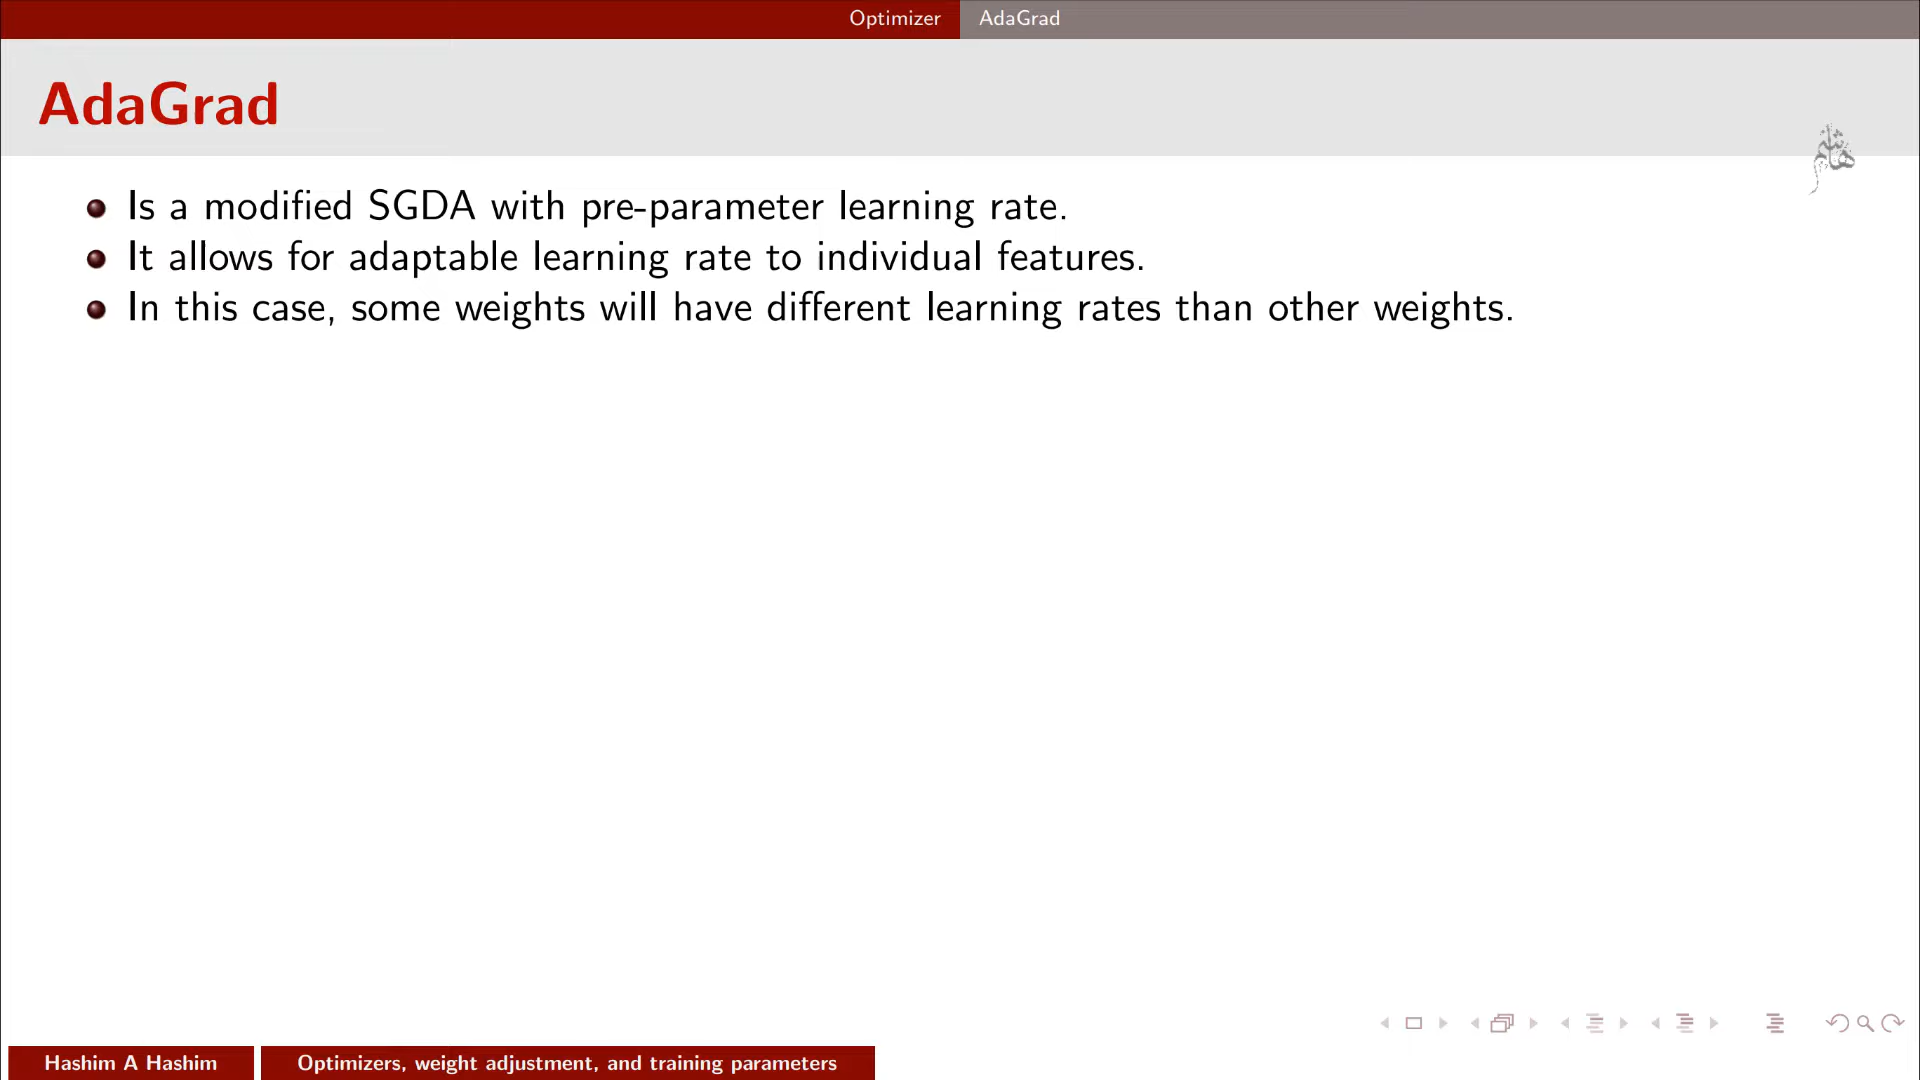 Optimizer AdaGrad
AdaGrad
هاشم
Is a modified SGDA with pre-parameter learning rate.
It allows for adaptable learning rate to individual features.
In this case, some weights will have different learning rates than other weights.
Hashim A Hashim Optimizers, weight adjustment, and training parameters